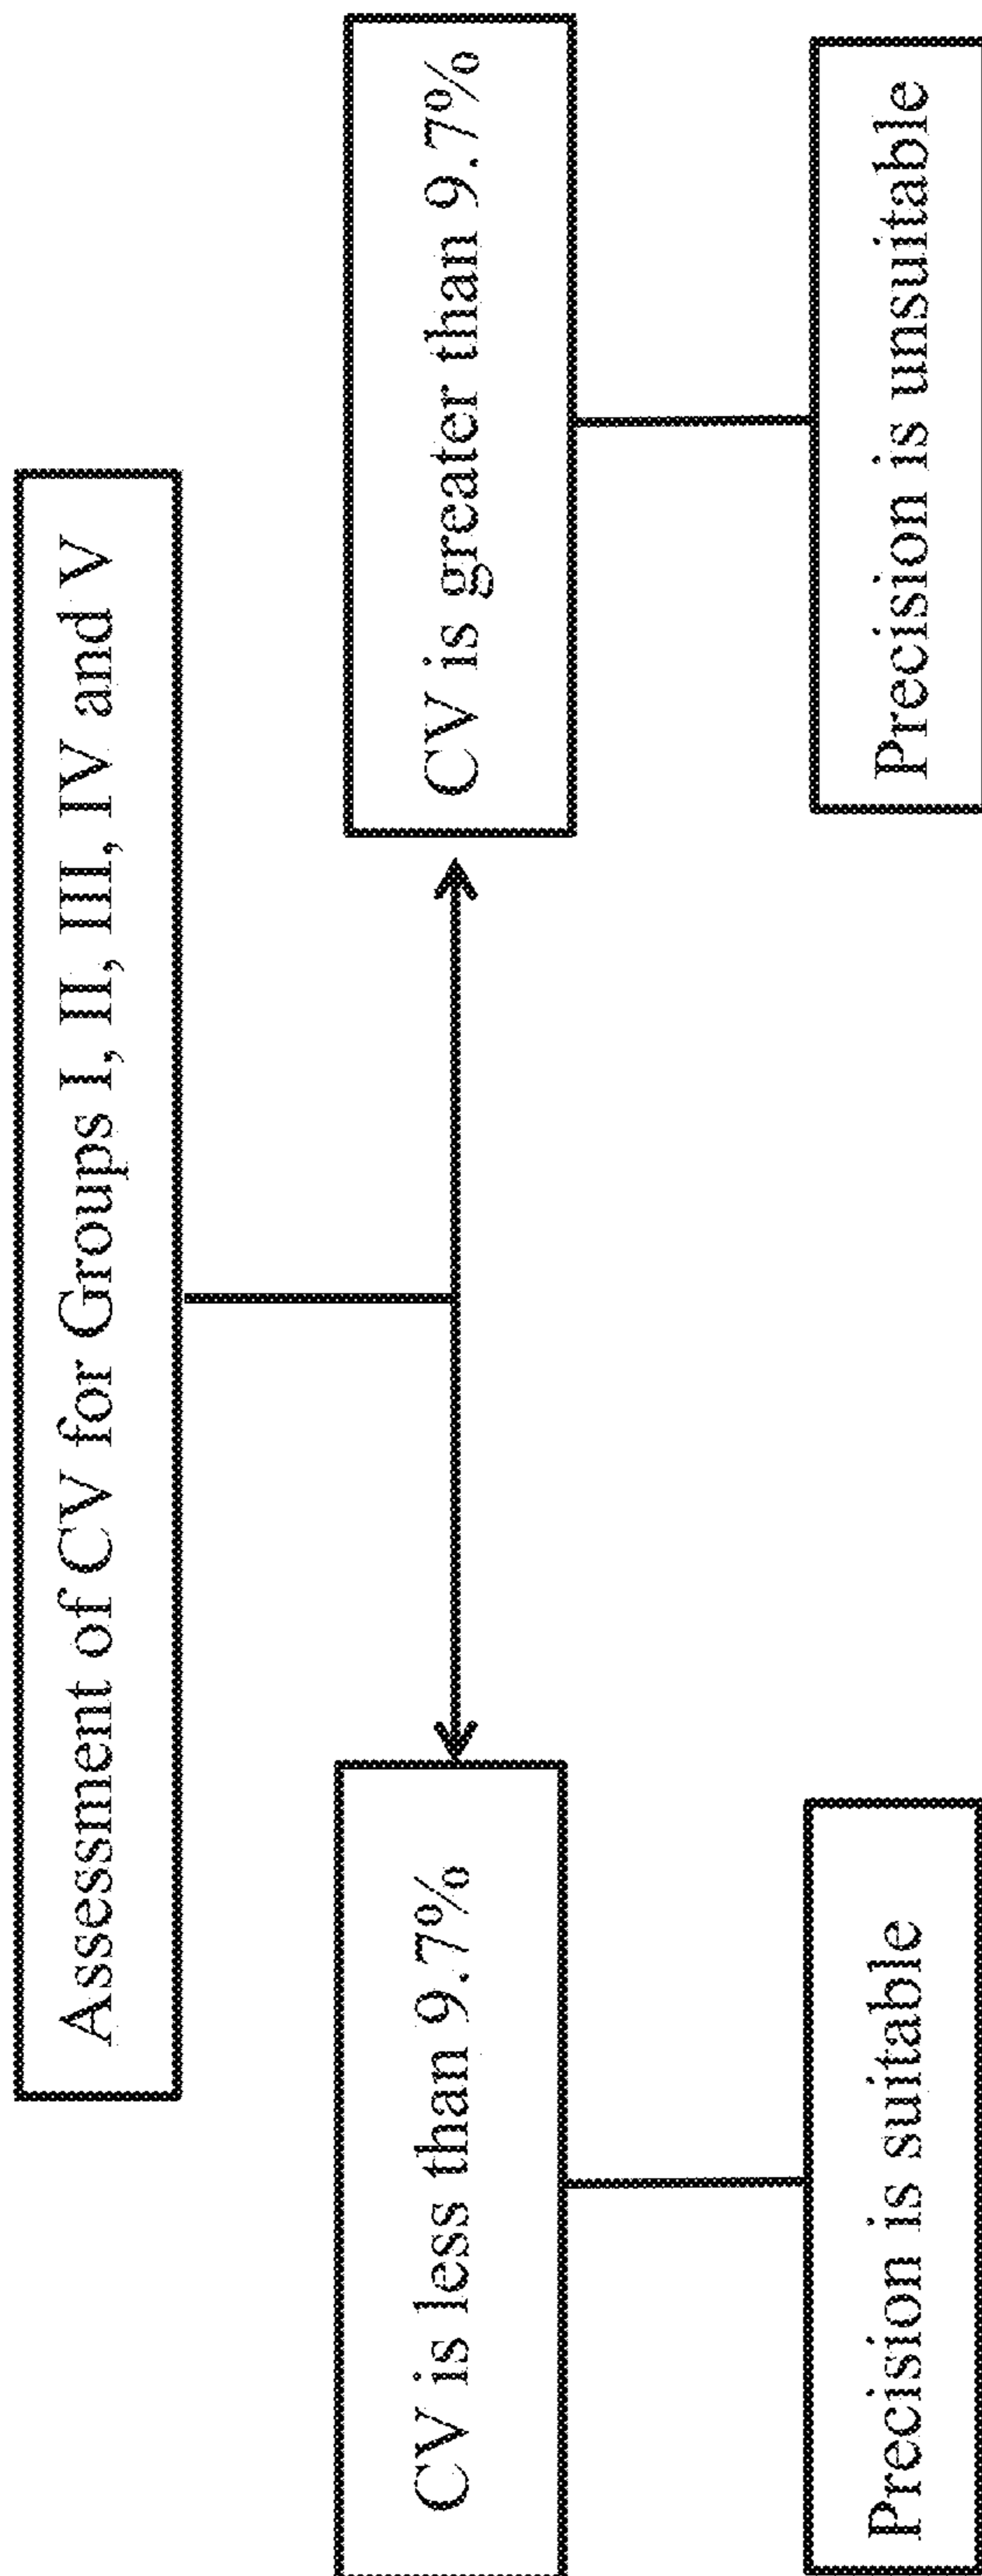 Assessment of CV for Groups I, II, III, IV and V
CV is less than 9.7%
CV is greater than 9.7%
Precision is suitable
Precision is unsuitable